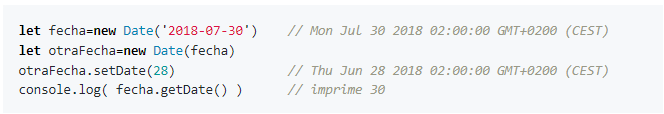 let fecha=new Date('2018-07-30')    // Mon Jul 30 2018 02:00:00 GMT+0200 (CEST)
let otraFecha=new Date(fecha)
otraFecha.setDate(28)               // Thu Jun 28 2018 02:00:00 GMT+0200 (CEST)
console.log( fecha.getDate() )      // imprime 30